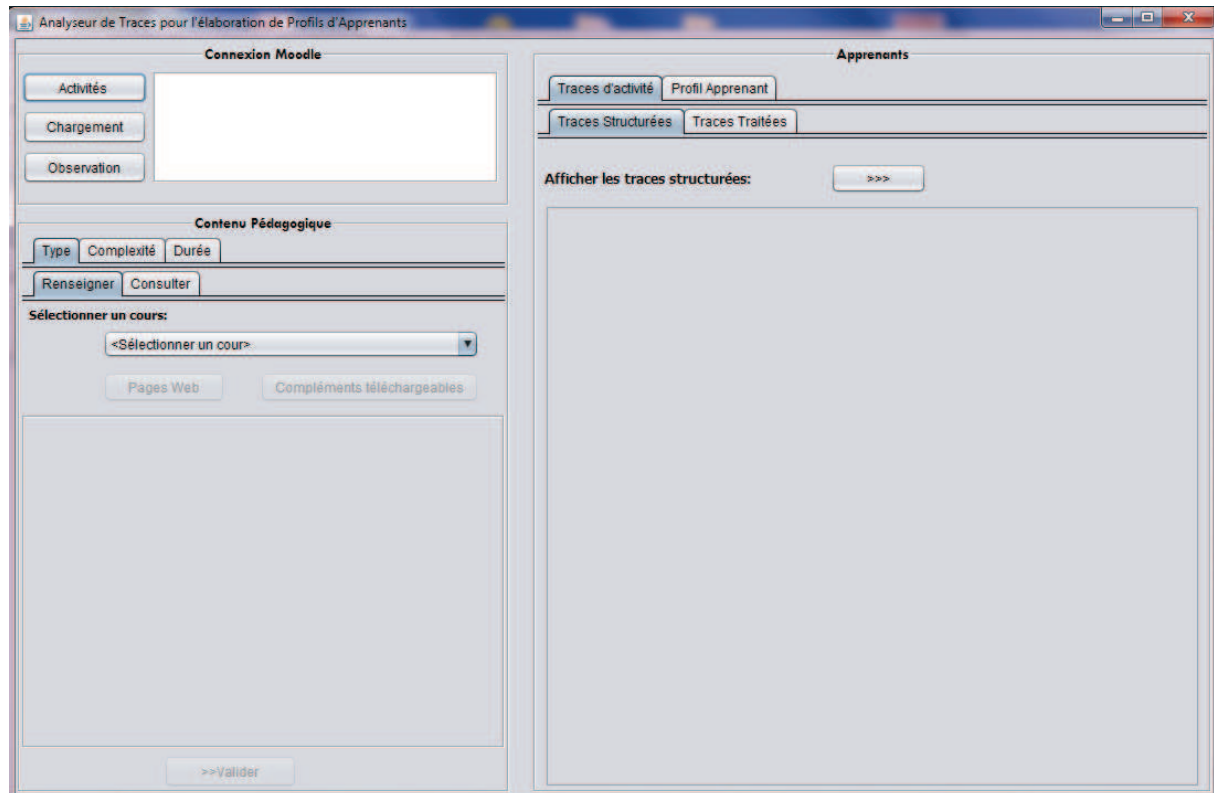 Analyseur de Traces pour l'élaboration de Profils d'Apprenants
Connexion Moodle
Activités
Chargement
Observation
Contenu Pédagogique
Type Complexité Durée
Renseigner Consulter
Sélectionner un cours:
<Sélectionner un cour>
Pages Web Compléments téléchargeables
>>Valider
Apprenants
Traces d'activité Profil Apprenant
Traces Structurées Traces Traitées
Afficher les traces structurées: >>>